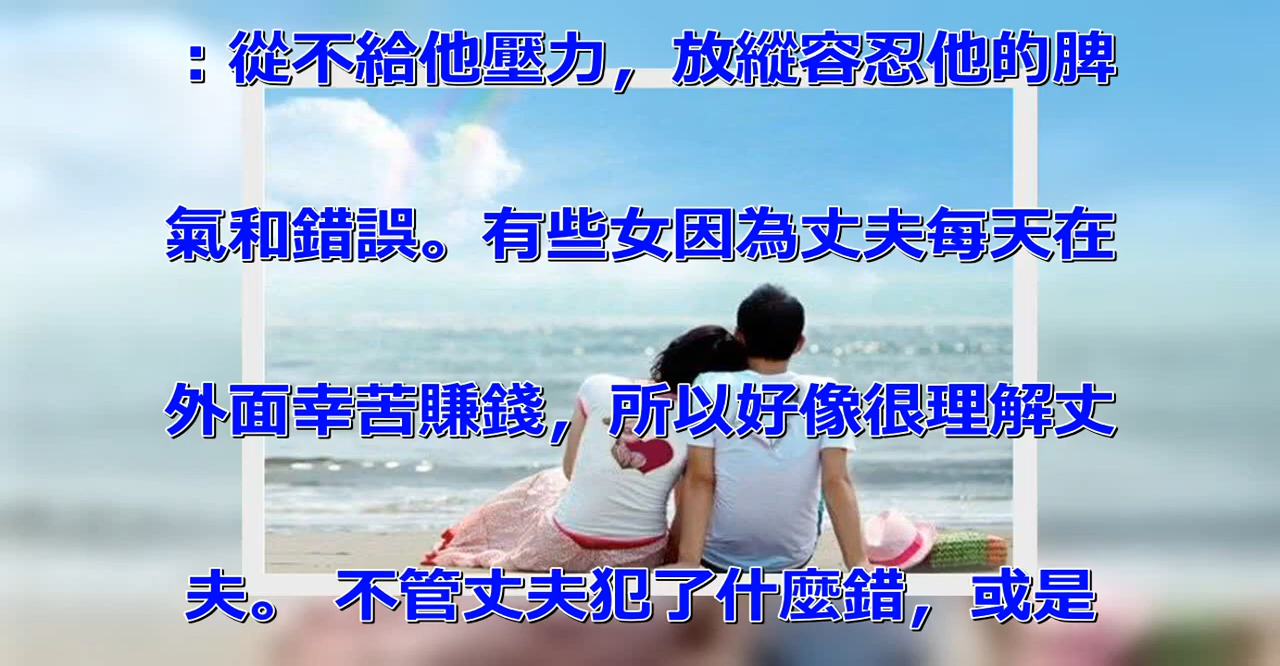 ：從不給他壓力，放縱容忍他的脾
氣和錯誤。有些女因為丈夫每天在
外面幸苦賺錢，所以好像很理解丈
夫。 不管丈夫犯了什麼錯，或是